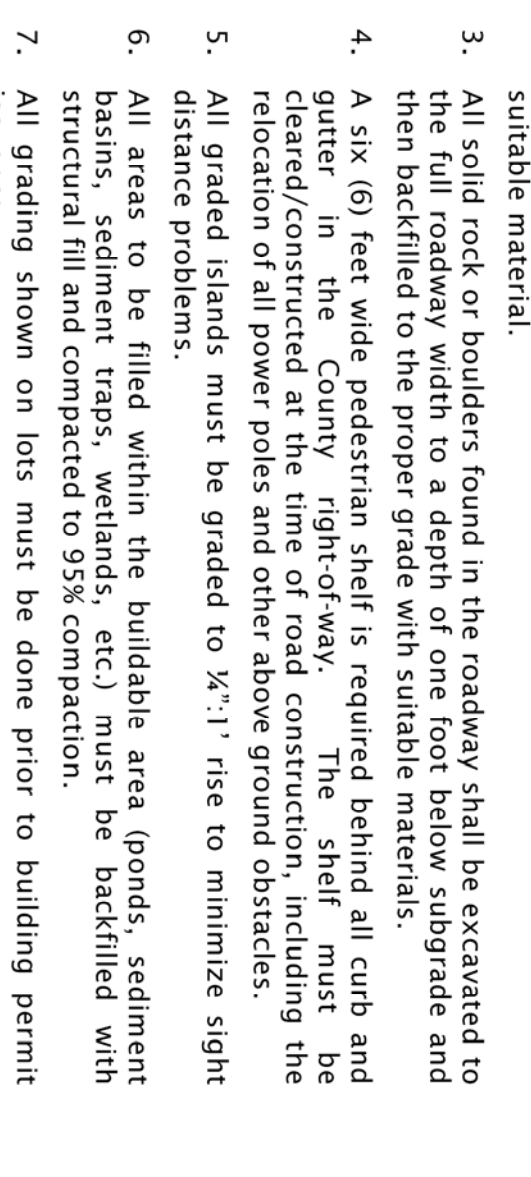 suitable material.
3. All solid rock or boulders found in the roadway shall be excavated to
the full roadway width to a depth of one foot below subgrade and
then backfilled to the proper grade with suitable materials.
4. A six (6) feet wide pedestrian shelf is required behind all curb and
gutter in the County right-of-way. The shelf must be
cleared/constructed at the time of road construction, including the
relocation of all power poles and other above ground obstacles.
5. All graded islands must be graded to ¼”:1’ rise to minimize sight
distance problems.
6. All areas to be filled within the buildable area (ponds, sediment
basins, sediment traps, wetlands, etc.) must be backfilled with
structural fill and compacted to 95% compaction.
7. All grading shown on lots must be done prior to building permit